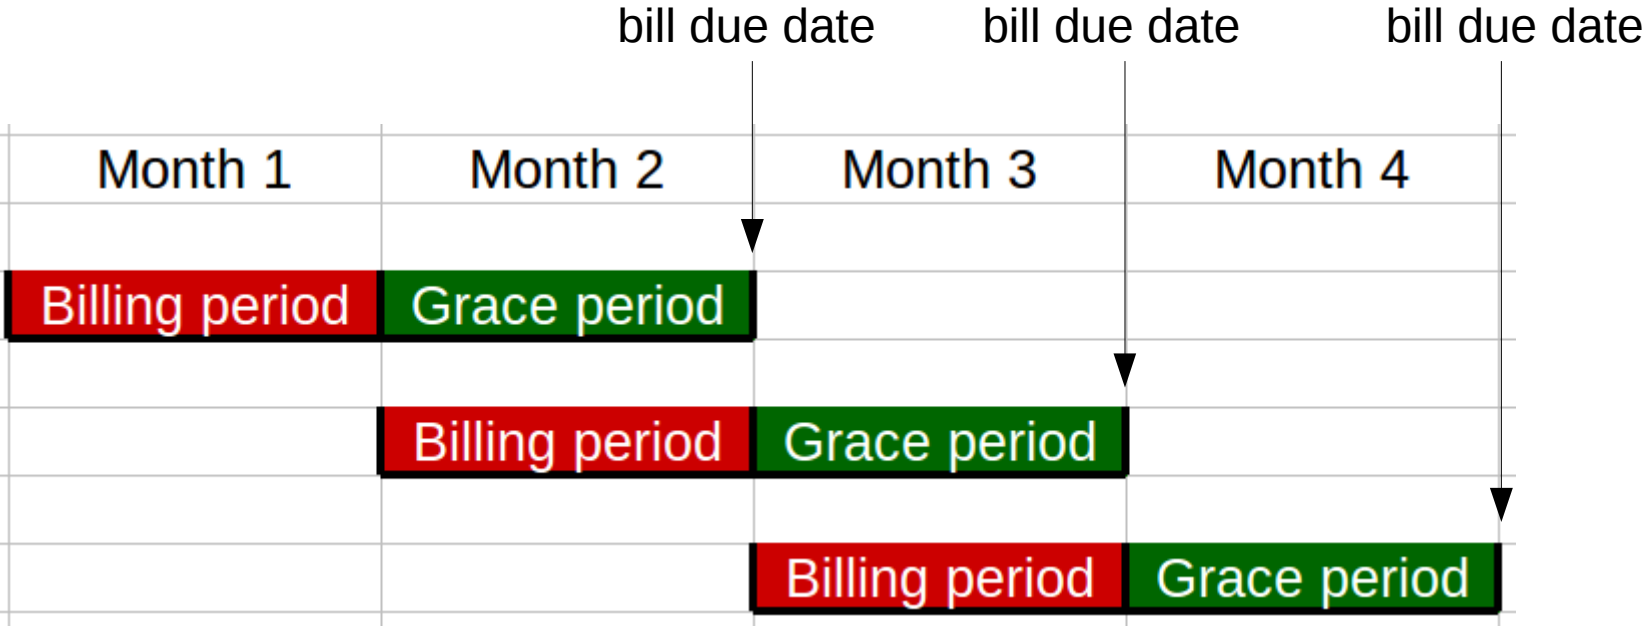 bill due date bill due date bill due date
Month 1 Month 2 Month 3 Month 4
Billing period Grace period
Billing period Grace period
Billing period Grace period